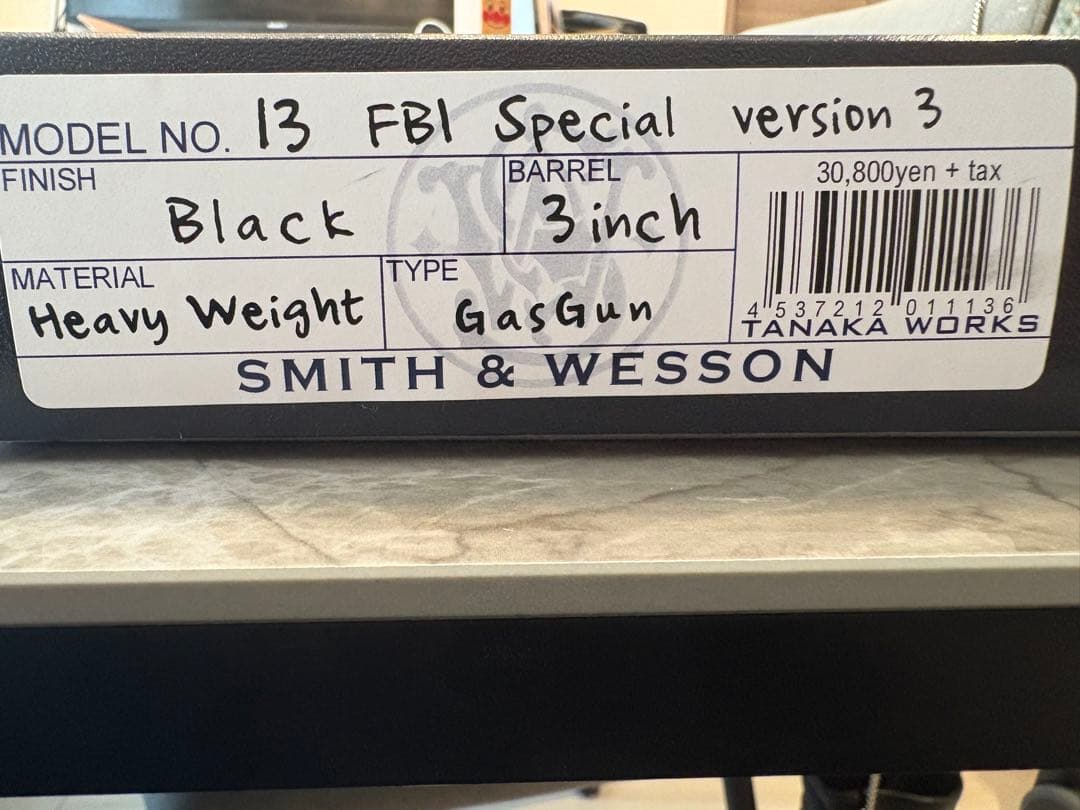 MODEL NO. 13 FBI Special version 3
FINISH Black
BARREL 3 inch
30,800yen + tax
MATERIAL Heavy Weight
TYPE GasGun
4 537212 011136
TANAKA WORKS
SMITH & WESSON